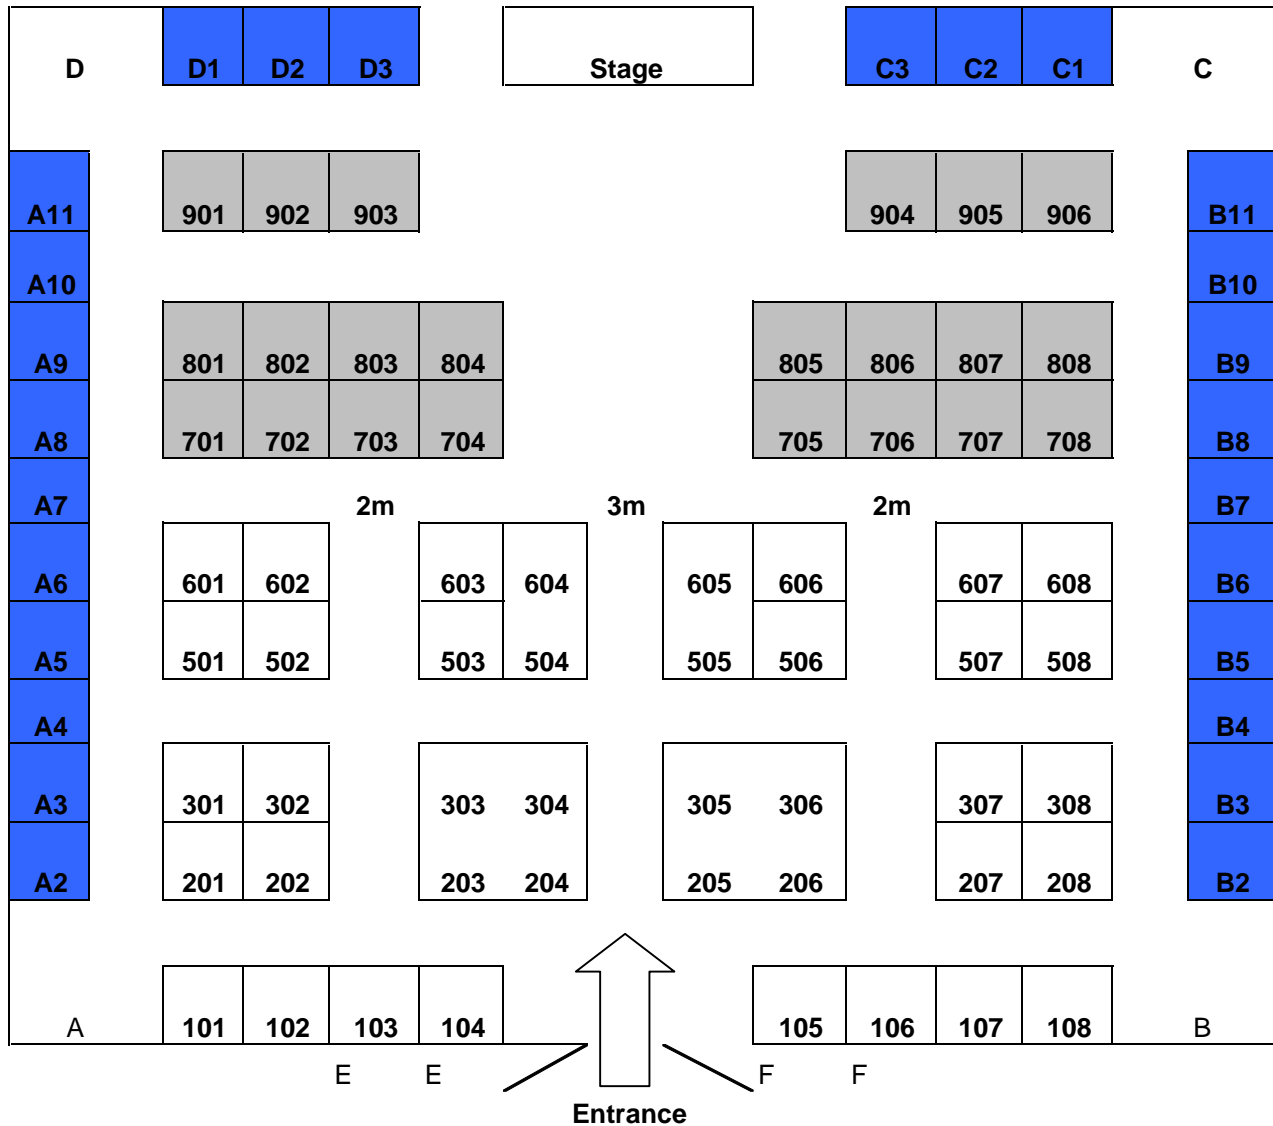 D D1 D2 D3 Stage C3 C2 C1 C
A11 901 902 903 904 905 906 B11
A10 B10
A9 801 802 803 804 805 806 807 808 B9
A8 701 702 703 704 705 706 707 708 B8
A7 2m 3m 2m B7
A6 601 602 603 604 605 606 607 608 B6
A5 501 502 503 504 505 506 507 508 B5
A4 B4
A3 301 302 303 304 305 306 307 308 B3
A2 201 202 203 204 205 206 207 208 B2
A 101 102 103 104 105 106 107 108 B
E E F F
Entrance